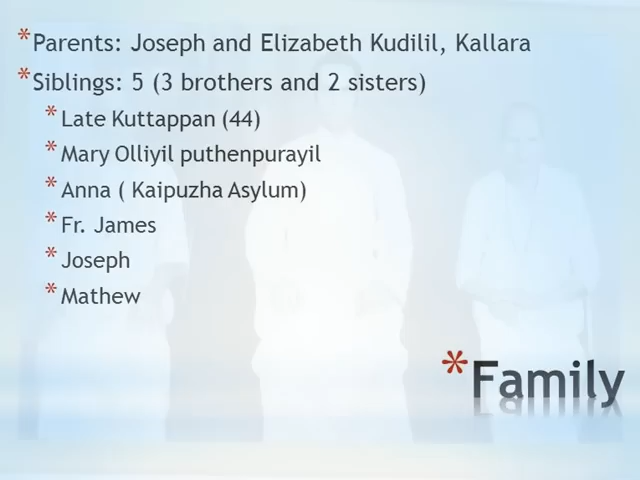 * Parents: Joseph and Elizabeth Kudilil, Kallara
* Siblings: 5 (3 brothers and 2 sisters)
* Late Kuttappan (44)
* Mary Olliyil puthenpurayil
* Anna ( Kaipuzha Asylum)
* Fr. James
* Joseph
* Mathew
* Family